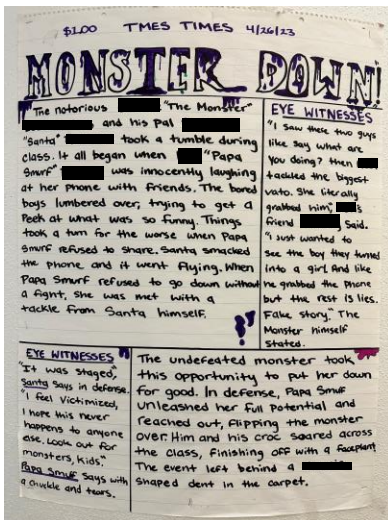 $1.00 TMES TIMES 4/26/23
MONSTER DOWN!
"The notorious "The Monster"
and his pal
"Santa" took a tumble during
class. It all began when "Papa
Smurf" was innocently laughing
at her phone with friends. The bored
boys lumbered over, trying to get a
Peek at what was so funny. Things
took a turn for the worse when Papa
Smurf refused to share. Santa smacked
the phone and it went flying. When
Papa Smurf refused to go down without
a fight, she was met with a
tackle from Santa himself.
EYE WITNESSES
"I saw these two guys
like say what are
you doing? then
tackled the biggest
vato. She literally
grabbed him, 's
friend said.
"I just wanted to
see the boy they turned
into a girl And like
he grabbed the phone
but the rest is lies.
Fake story." The
Monster himself
stated.
EYE WITNESSES
"It was staged,"
Santa says in defense.
"I feel victimized,
I hope this never
happens to anyone
else. Look out for
monsters, kids."
Papa Smurf says with
a chuckle and tears.
The undefeated monster took
this opportunity to put her down
for good. In defense, Papa Smurf
unleashed her full potential and
reached out, flipping the monster
over. Him and his croc soared across
the class, finishing off with a faceplant
The event left behind a
shaped dent in the carpet.